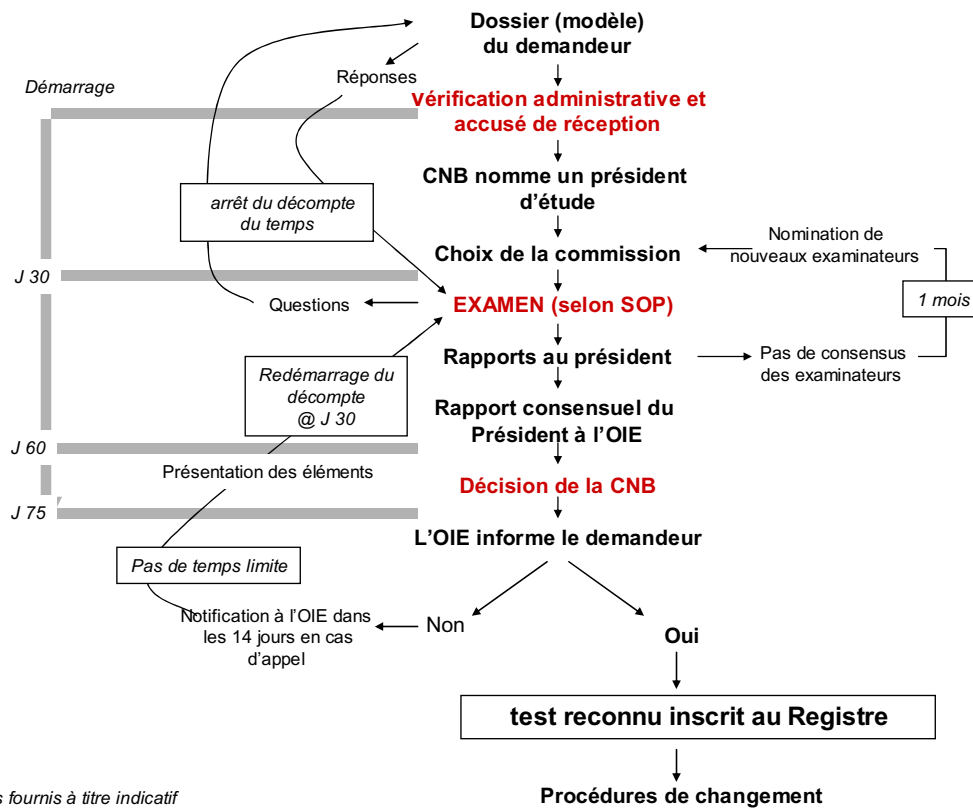 Dossier (modèle)
du demandeur
Réponses
Démarrage
vérification administrative et
accusé de réception
CNB nomme un président
d'étude
arrêt du décompte
du temps
Nomination de
nouveaux examinateurs
Choix de la commission
J 30
Questions
EXAMEN (selon SOP)
1 mois
Rapports au président
Pas de consensus
des examinateurs
Redémarrage du
décompte
@ J 30
Rapport consensuel du
Président à l'OIE
J 60
Présentation des éléments
Décision de la CNB
J 75
L'OIE informe le demandeur
Pas de temps limite
Notification à l'OIE dans
les 14 jours en cas
d'appel
Non
Oui
test reconnu inscrit au Registre
Procédures de changement
s fournis à titre indicatif